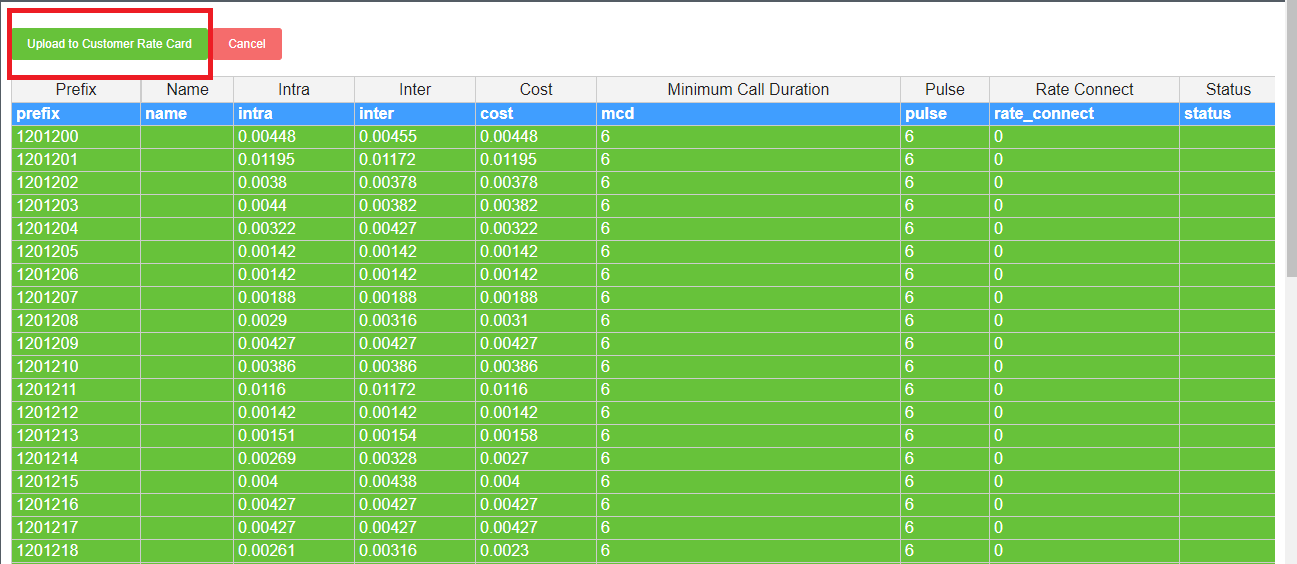 Upload to Customer Rate Card Cancel
Prefix Name Intra Inter Cost Minimum Call Duration Pulse Rate Connect Status
prefix name intra inter cost mcd pulse rate_connect status
1201200 0.00448 0.00455 0.00448 6 6 0
1201201 0.01195 0.01172 0.01195 6 6 0
1201202 0.0038 0.00378 0.00378 6 6 0
1201203 0.0044 0.00382 0.00382 6 6 0
1201204 0.00322 0.00427 0.00322 6 6 0
1201205 0.00142 0.00142 0.00142 6 6 0
1201206 0.00142 0.00142 0.00142 6 6 0
1201207 0.00188 0.00188 0.00188 6 6 0
1201208 0.0029 0.00316 0.0031 6 6 0
1201209 0.00427 0.00427 0.00427 6 6 0
1201210 0.00386 0.00386 0.00386 6 6 0
1201211 0.0116 0.01172 0.0116 6 6 0
1201212 0.00142 0.00142 0.00142 6 6 0
1201213 0.00151 0.00154 0.00158 6 6 0
1201214 0.00269 0.00328 0.0027 6 6 0
1201215 0.004 0.00438 0.004 6 6 0
1201216 0.00427 0.00427 0.00427 6 6 0
1201217 0.00427 0.00427 0.00427 6 6 0
1201218 0.00261 0.00316 0.0023 6 6 0